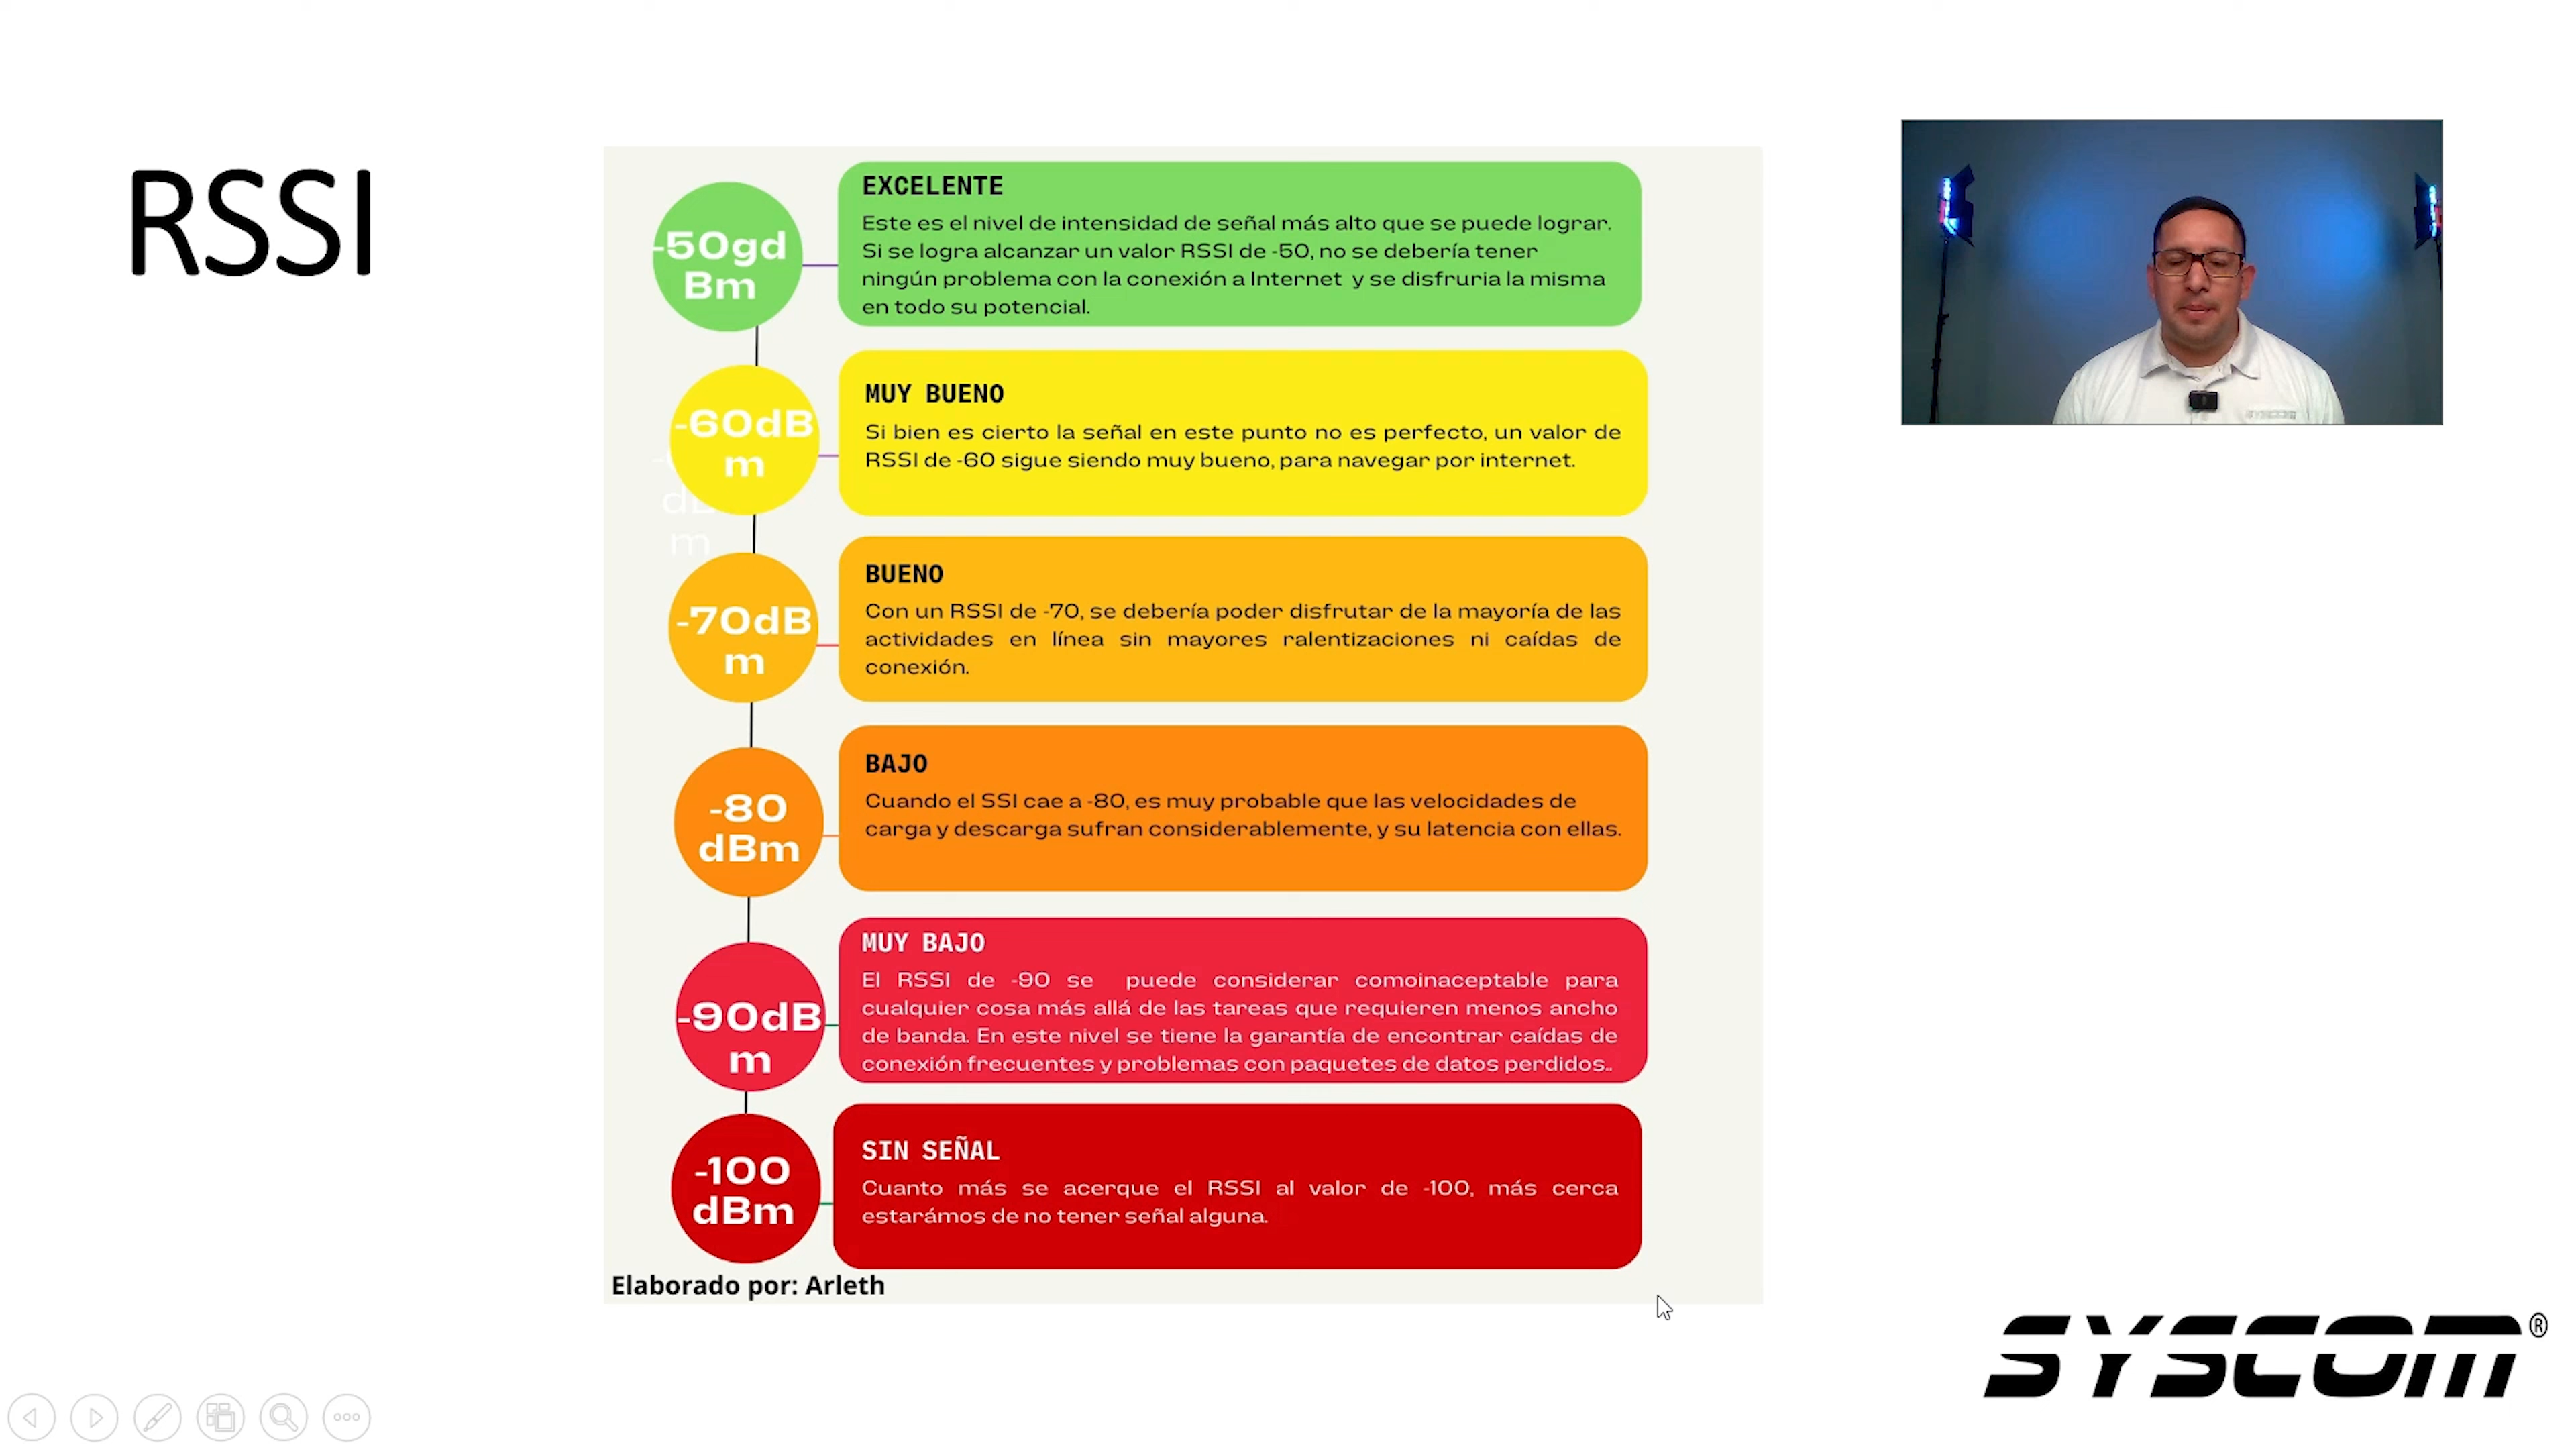 RSSI
-50gd
Bm
EXCELENTE
Este es el nivel de intensidad de señal más alto que se puede lograr.
Si se logra alcanzar un valor RSSI de -50, no se debería tener
ningún problema con la conexión a Internet y se disfruria la misma
en todo su potencial.
-60dB
m
dB
m
MUY BUENO
Si bien es cierto la señal en este punto no es perfecto, un valor de
RSSI de -60 sigue siendo muy bueno, para navegar por internet.
-70dB
m
BUENO
Con un RSSI de -70, se debería poder disfrutar de la mayoría de las
actividades en línea sin mayores ralentizaciones ni caídas de
conexión.
-80
dBm
BAJO
Cuando el SSI cae a -80, es muy probable que las velocidades de
carga y descarga sufran considerablemente, y su latencia con ellas.
-90dB
m
MUY BAJO
El RSSI de -90 se puede considerar comoinaceptable para
cualquier cosa más allá de las tareas que requieren menos ancho
de banda. En este nivel se tiene la garantía de encontrar caídas de
conexión frecuentes y problemas con paquetes de datos perdidos..
-100
dBm
SIN SEÑAL
Cuanto más se acerque el RSSI al valor de -100, más cerca
estarámos de no tener señal alguna.
Elaborado por: Arleth
SYSCOM®